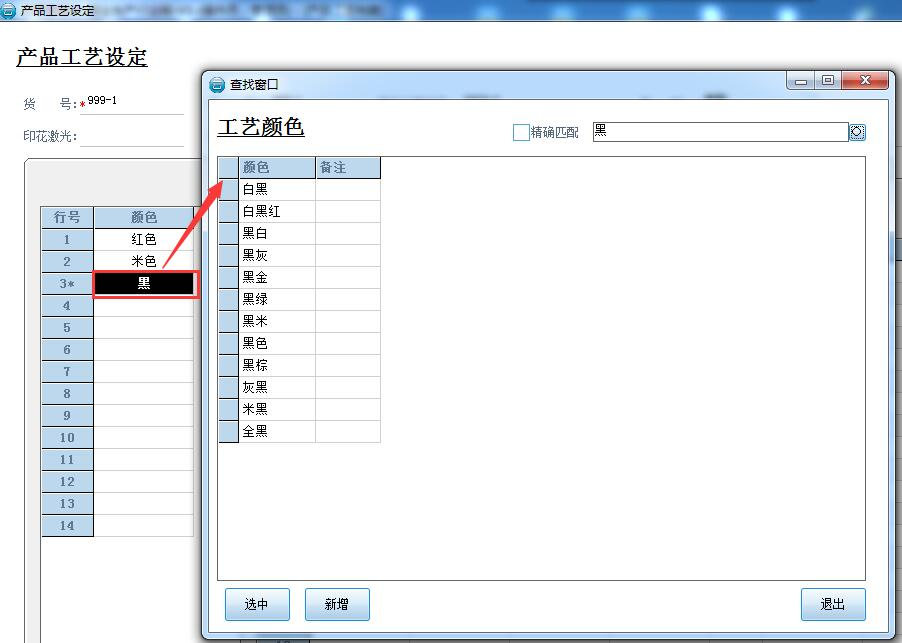 产品工艺设定
产品工艺设定
货 号:*999-1
印花激光:
行号 颜色
1 红色
2 米色
3* 黑
4
5
6
7
8
9
10
11
12
13
14
查找窗口
工艺颜色
精确匹配 黑
颜色 备注
白黑
白黑红
黑白
黑灰
黑金
黑绿
黑米
黑色
黑棕
灰黑
米黑
全黑
选中 新增 退出